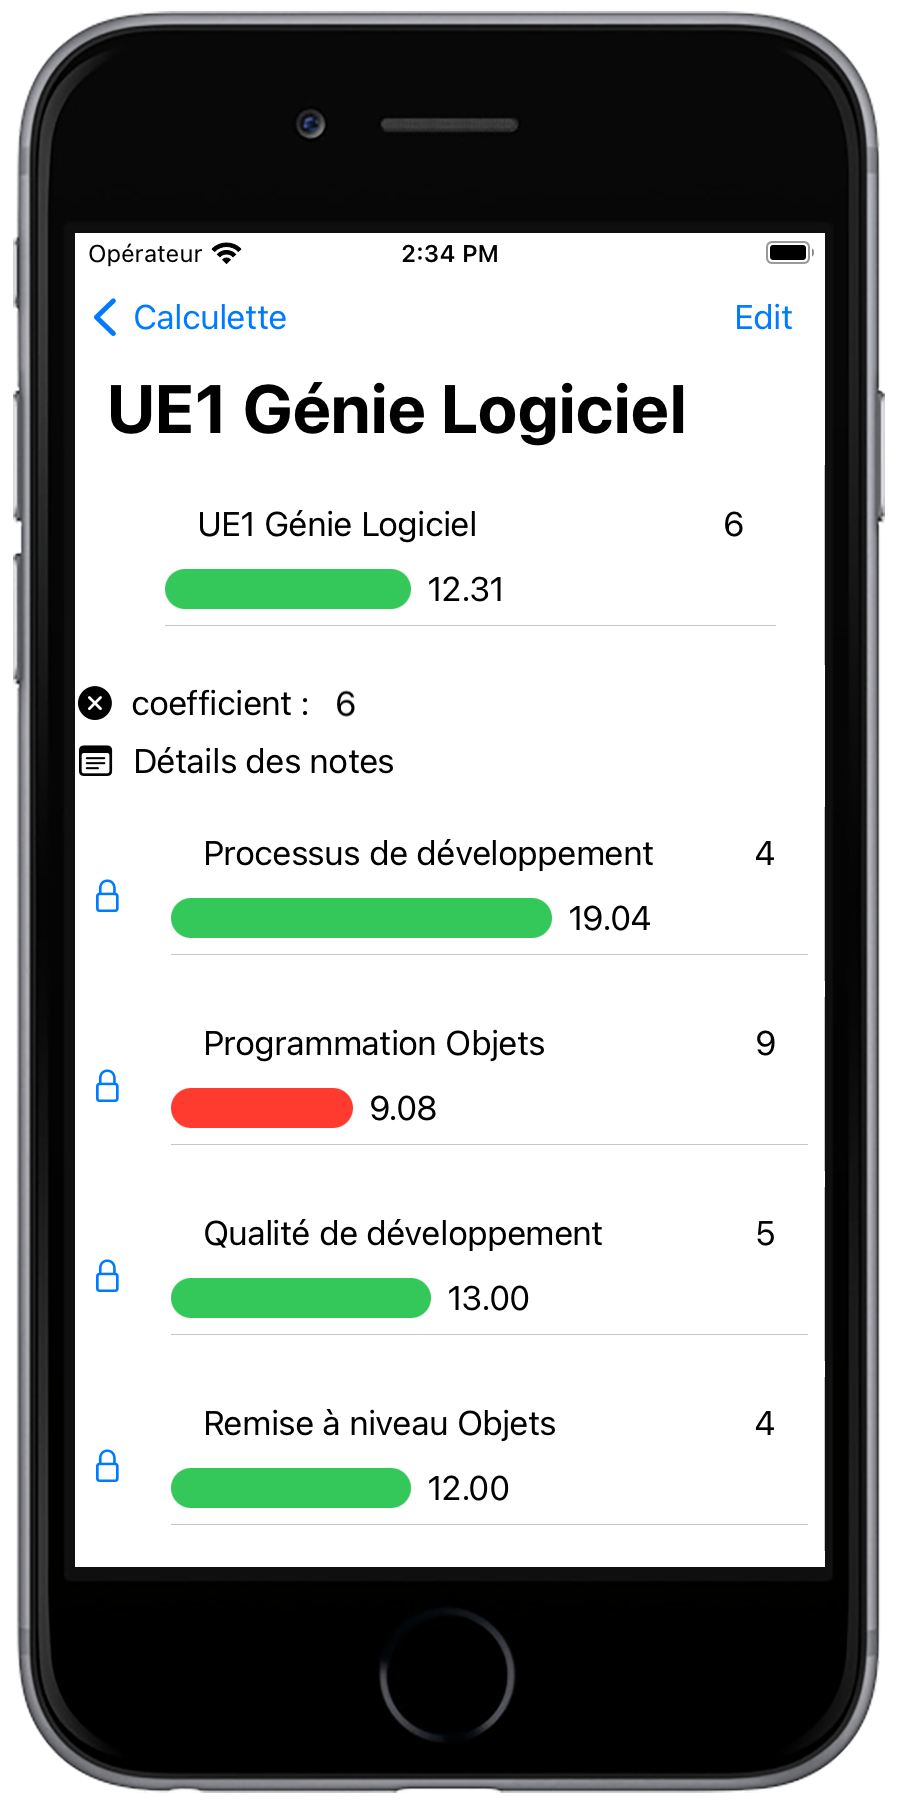 Opérateur 2:34 PM
Calculette Edit
UE1 Génie Logiciel
UE1 Génie Logiciel 6
12.31
coefficient : 6
Détails des notes
Processus de développement 4
19.04
Programmation Objets 9
9.08
Qualité de développement 5
13.00
Remise à niveau Objets 4
12.00